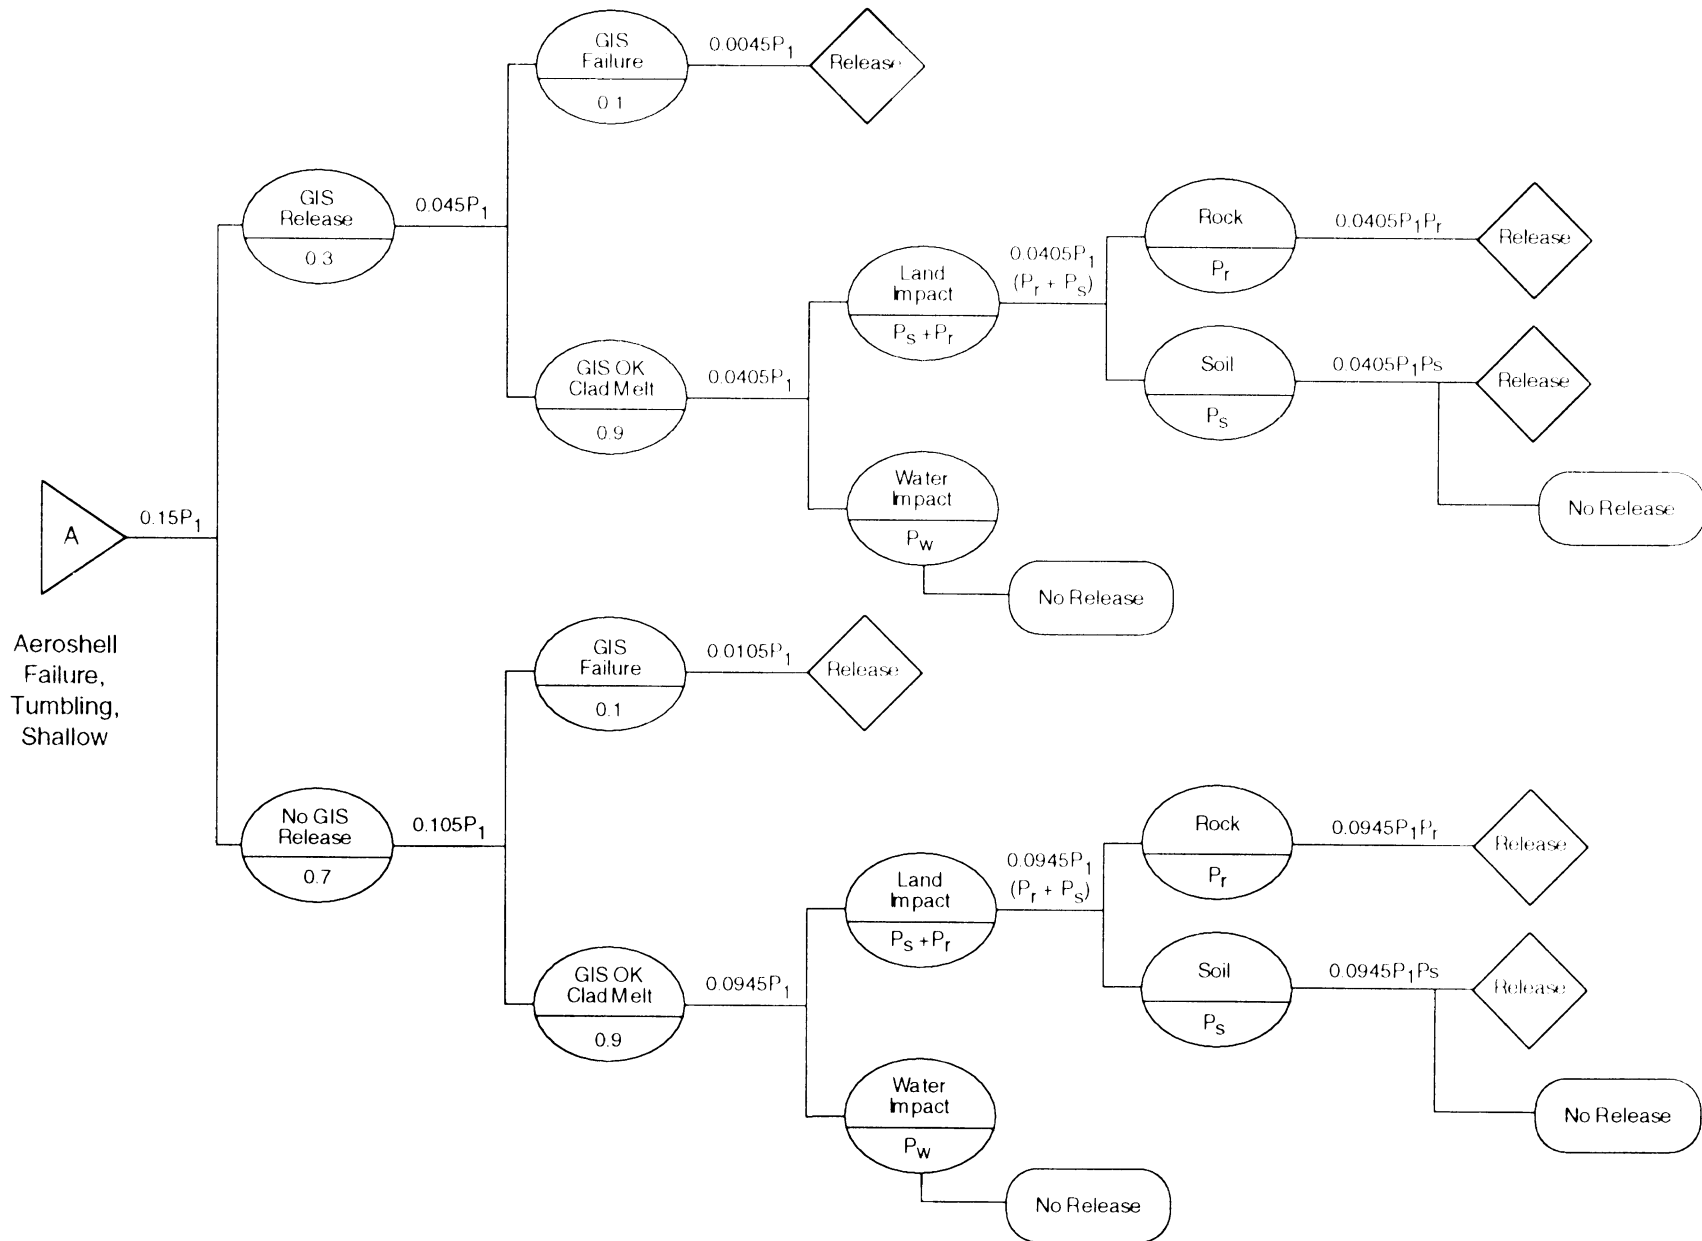 GIS
Failure
0.1
0.0045P₁
Release
GIS
Release
0.3
0.045P₁
GIS OK
Clad Melt
0.9
0.0405P₁
Land
Impact
Pₛ + Pᵣ
0.0405P₁
(Pᵣ + Pₛ)
Rock
Pᵣ
0.0405P₁Pᵣ
Release
Soil
Pₛ
0.0405P₁Ps
Release
No Release
Water
Impact
P_W
No Release
A
0.15P₁
Aeroshell
Failure,
Tumbling,
Shallow
GIS
Failure
0.1
0.0105P₁
Release
No GIS
Release
0.7
0.105P₁
GIS OK
Clad Melt
0.9
0.0945P₁
Land
Impact
Pₛ + Pᵣ
0.0945P₁
(Pᵣ + Pₛ)
Rock
Pᵣ
0.0945P₁Pᵣ
Release
Soil
Pₛ
0.0945P₁Ps
Release
No Release
Water
Impact
P_W
No Release